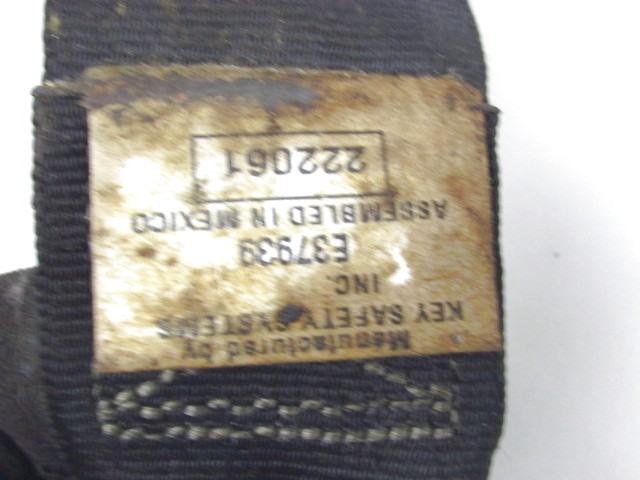 Manufactured by
KEY SAFETY SYSTEMS
INC.
E37939
ASSEMBLED IN MEXICO
222061